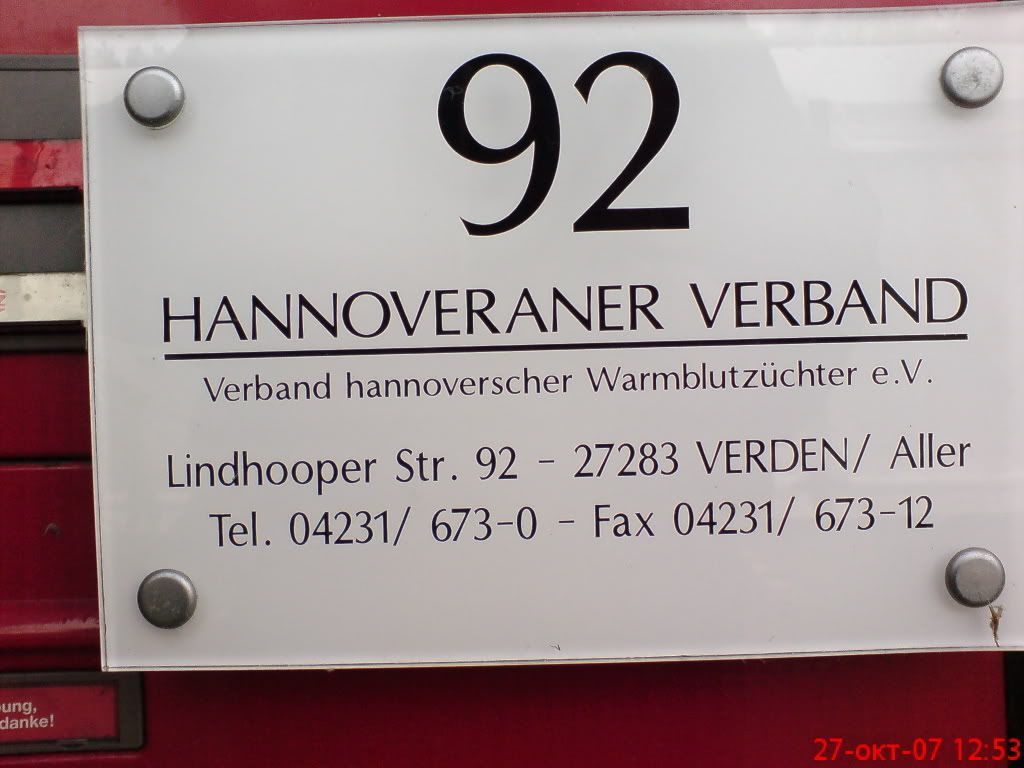 92
HANNOVERANER VERBAND
Verband hannoverscher Warmblutzüchter e.V.
Lindhooper Str. 92 - 27283 VERDEN/ Aller
Tel. 04231/ 673-0 - Fax 04231/ 673-12
ung,
danke!
27-окт-07 12:53